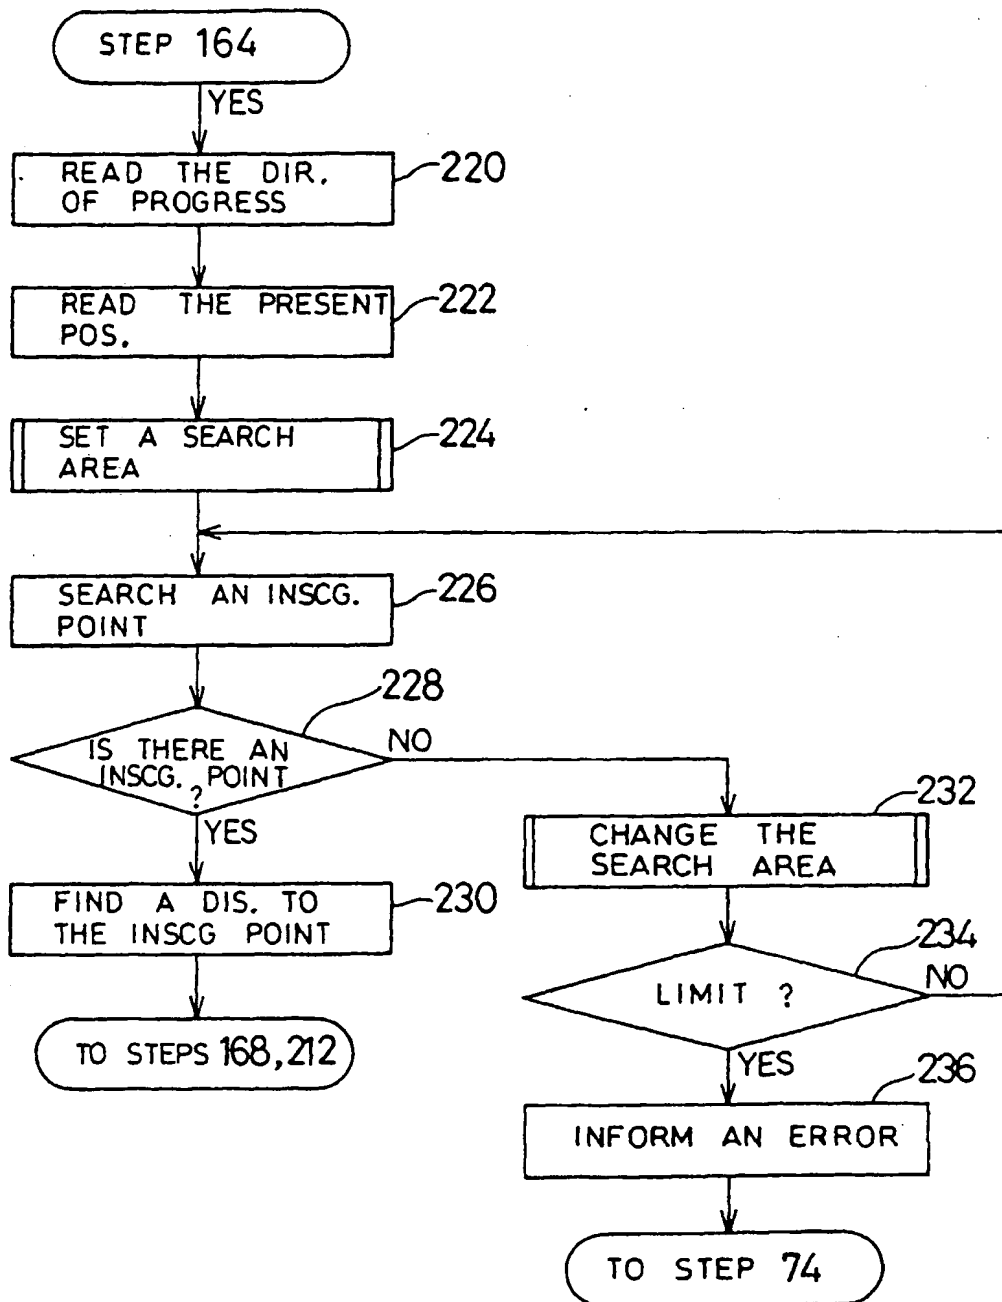 STEP 164
YES
READ THE DIR.
OF PROGRESS
220
READ THE PRESENT
POS.
222
SET A SEARCH
AREA
224
SEARCH AN INSCG.
POINT
226
228
IS THERE AN
INSCG. POINT
?
NO
YES
232
CHANGE THE
SEARCH AREA
FIND A DIS. TO
THE INSCG POINT
230
234
LIMIT ?
NO
TO STEPS 168,212
YES
236
INFORM AN ERROR
TO STEP 74